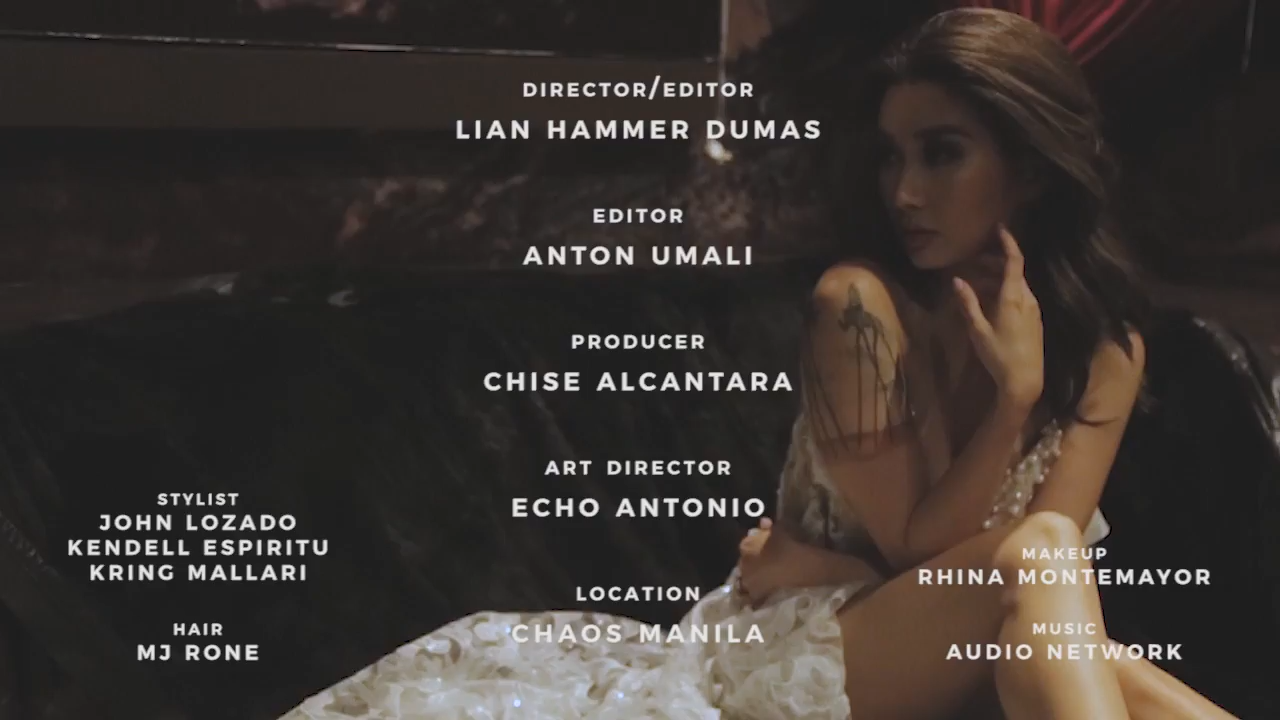 DIRECTOR/EDITOR
LIAN HAMMER DUMAS
EDITOR
ANTON UMALI
PRODUCER
CHISE ALCANTARA
ART DIRECTOR
ECHO ANTONIO
LOCATION
CHAOS MANILA
STYLIST
JOHN LOZADO
KENDELL ESPIRITU
KRING MALLARI
HAIR
MJ RONE
MAKEUP
RHINA MONTEMAYOR
MUSIC
AUDIO NETWORK